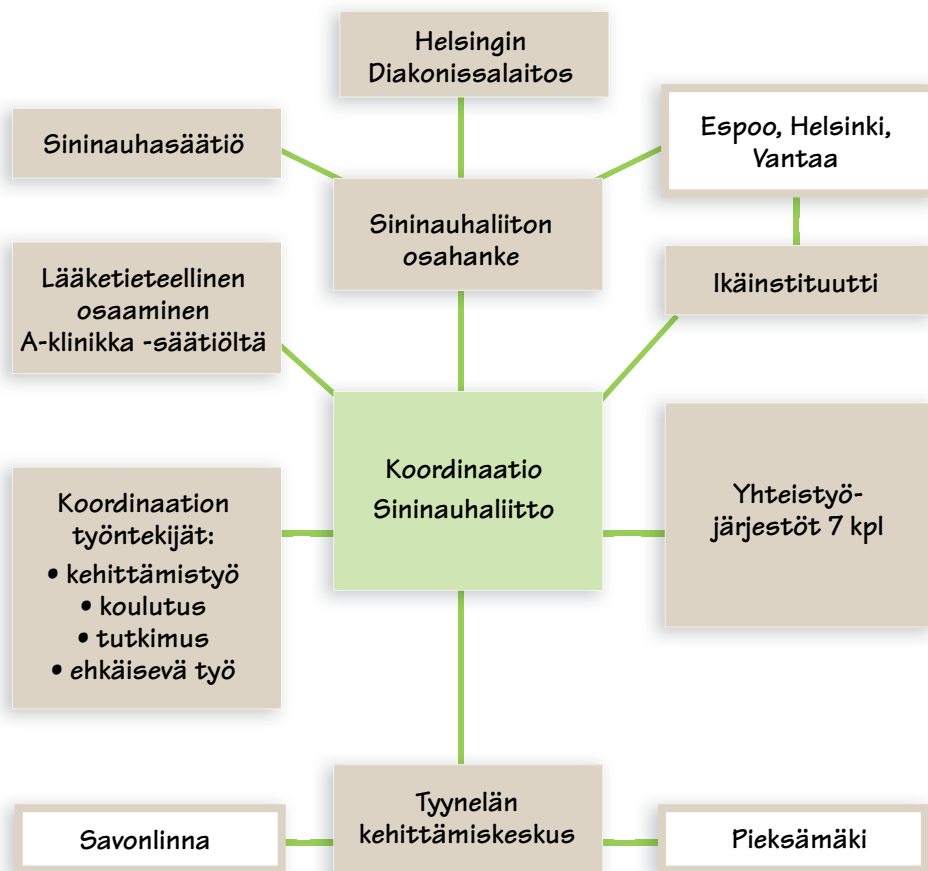 Helsingin
Diakonissalaitos
Sininauhasäätiö
Espoo, Helsinki,
Vantaa
Sininauhaliiton
osahanke
Lääketieteellinen
osaaminen
A-klinikka -säätiöltä
Ikäinstituutti
Koordinaatio
Sininauhaliitto
Koordinaation
työntekijät:
• kehittämistyö
• koulutus
• tutkimus
• ehkäisevä työ
Yhteistyö-
järjestöt 7 kpl
Tyynelän
kehittämiskeskus
Savonlinna
Pieksämäki